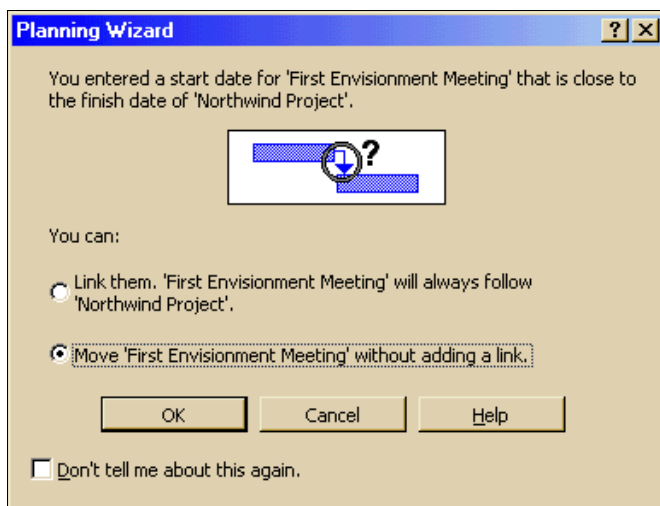 Planning Wizard
You entered a start date for 'First Envisionment Meeting' that is close to
the finish date of 'Northwind Project'.
?
You can:
Link them. 'First Envisionment Meeting' will always follow
'Northwind Project'.
Move 'First Envisionment Meeting' without adding a link.
OK Cancel Help
Don't tell me about this again.